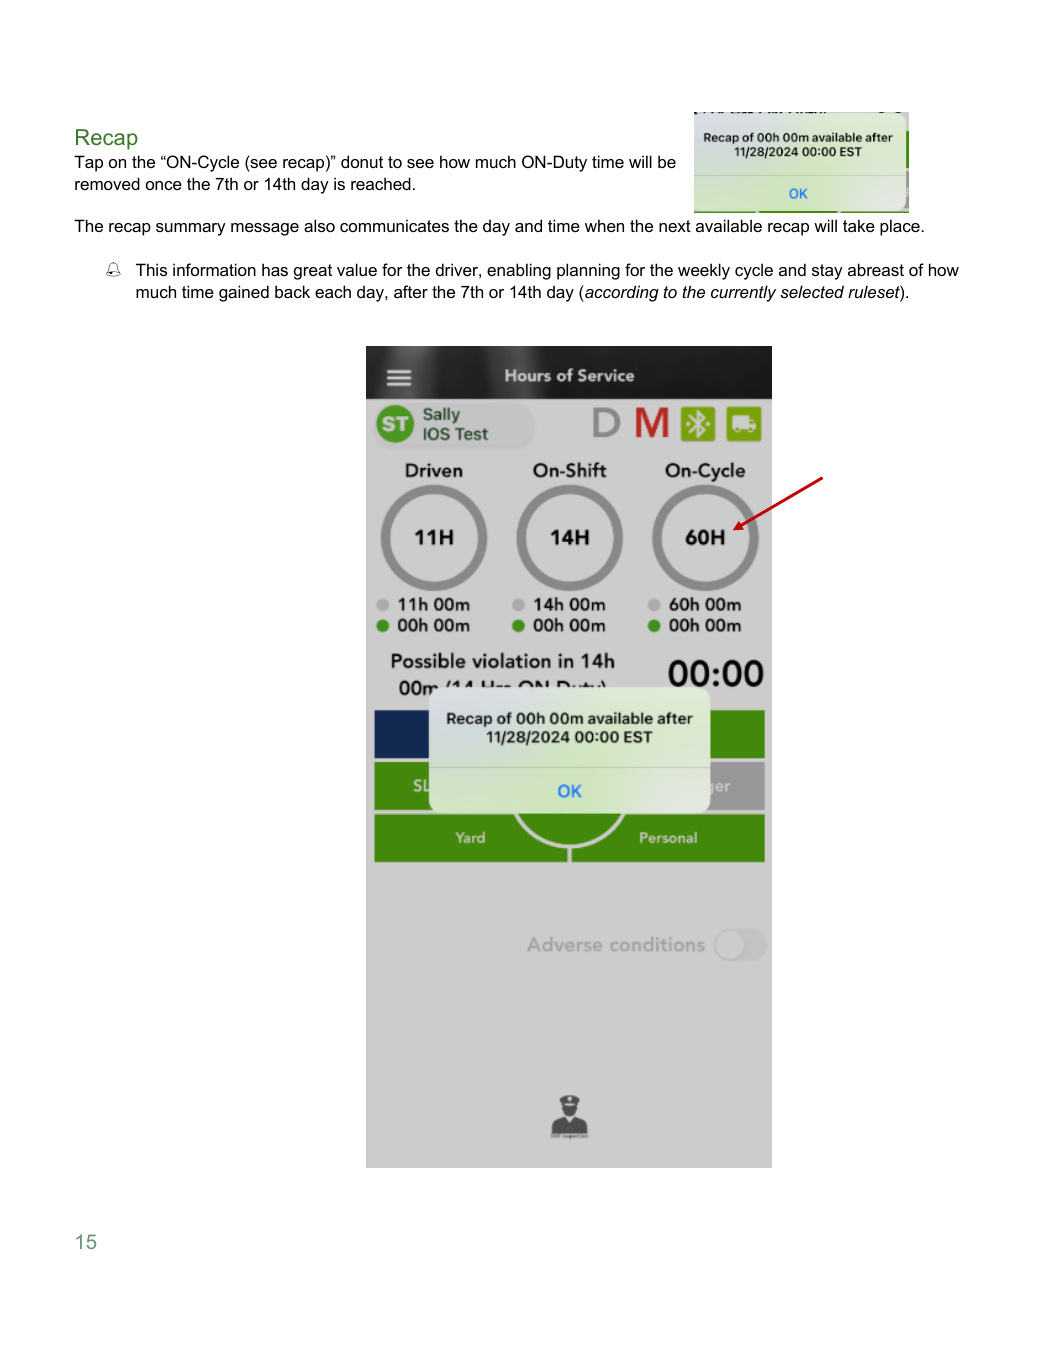 Recap
Tap on the “ON-Cycle (see recap)” donut to see how much ON-Duty time will be
removed once the 7th or 14th day is reached.
Recap of 00h 00m available after
11/28/2024 00:00 EST
OK
The recap summary message also communicates the day and time when the next available recap will take place.
This information has great value for the driver, enabling planning for the weekly cycle and stay abreast of how
much time gained back each day, after the 7th or 14th day (according to the currently selected ruleset).
Hours of Service
ST
Sally
IOS Test
D M
Driven On-Shift On-Cycle
11H 14H 60H
11h 00m 14h 00m 60h 00m
00h 00m 00h 00m 00h 00m
Possible violation in 14h
00m (14 Hrs ON Duty)
00:00
Recap of 00h 00m available after
11/28/2024 00:00 EST
OK
Yard Personal
Adverse conditions
15